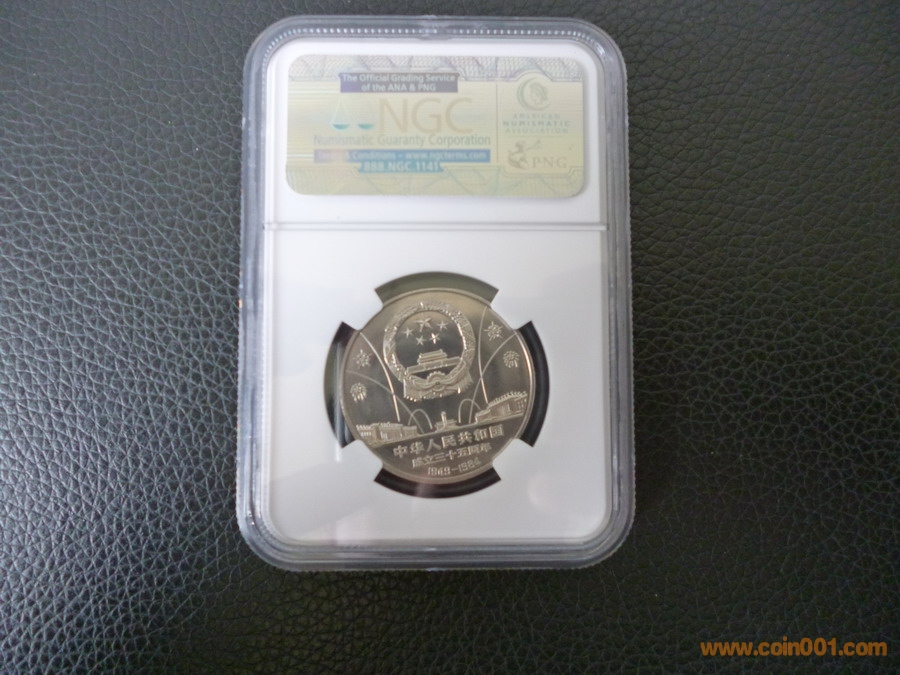 The Official Grading Service
of the ANA & PNG
NGC
Numismatic Guaranty Corporation
Conditions - www.ngcterms.com
888 NGC 1141
AMERICAN
NUMISMATIC
ASSOCIATION
PNG
中华人民共和国
成立三十五周年
1949-1984
www.coin001.com